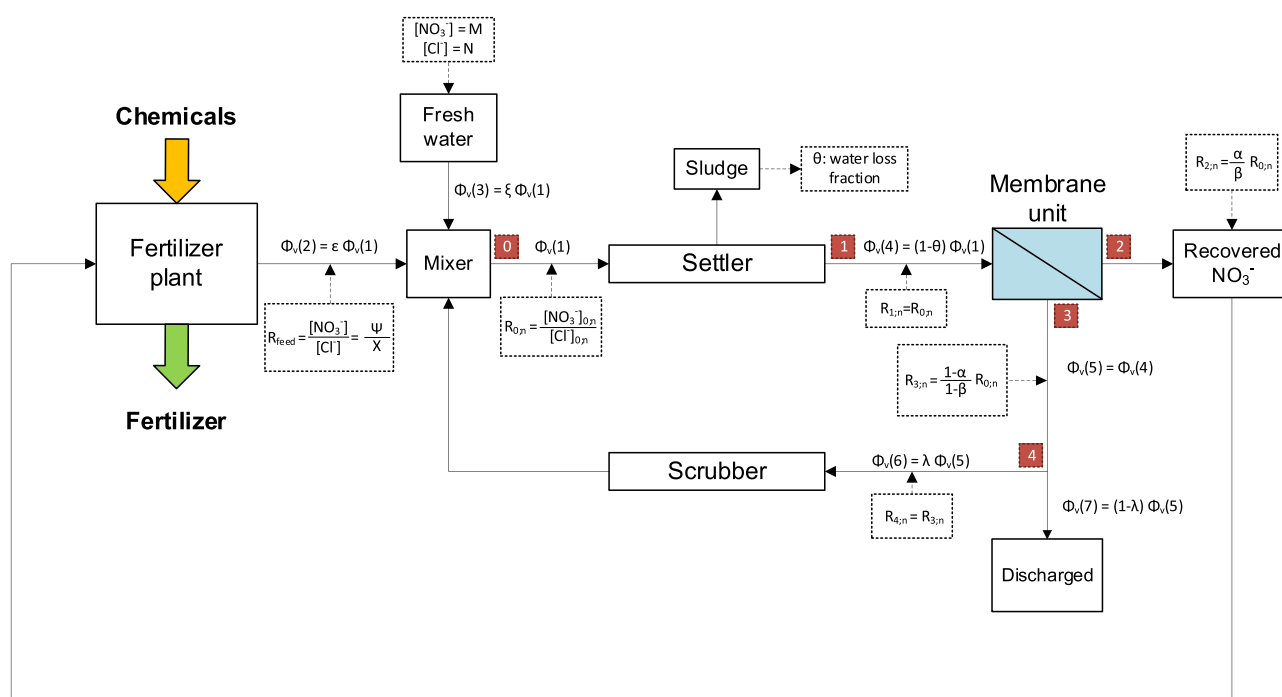 [NO₃⁻] = M
[Cl⁻] = N
Chemicals
Fresh
water
Sludge
θ: water loss
fraction
R₂;ₙ = α/β R₀;ₙ
Membrane
unit
Φᵥ(3) = ξ Φᵥ(1)
Fertilizer
plant
Φᵥ(2) = ε Φᵥ(1)
Mixer
0
Φᵥ(1)
Settler
1
Φᵥ(4) = (1-θ) Φᵥ(1)
2
Recovered
NO₃⁻
R_feed = [NO₃⁻]/[Cl⁻] = Ψ/X
R₀;ₙ = [NO₃⁻]₀;ₙ/[Cl⁻]₀;ₙ
R₁;ₙ=R₀;ₙ
3
R₃;ₙ = 1-α/1-β R₀;ₙ
Φᵥ(5) = Φᵥ(4)
Fertilizer
Scrubber
Φᵥ(6) = λ Φᵥ(5)
4
R₄;ₙ = R₃;ₙ
Φᵥ(7) = (1-λ) Φᵥ(5)
Discharged